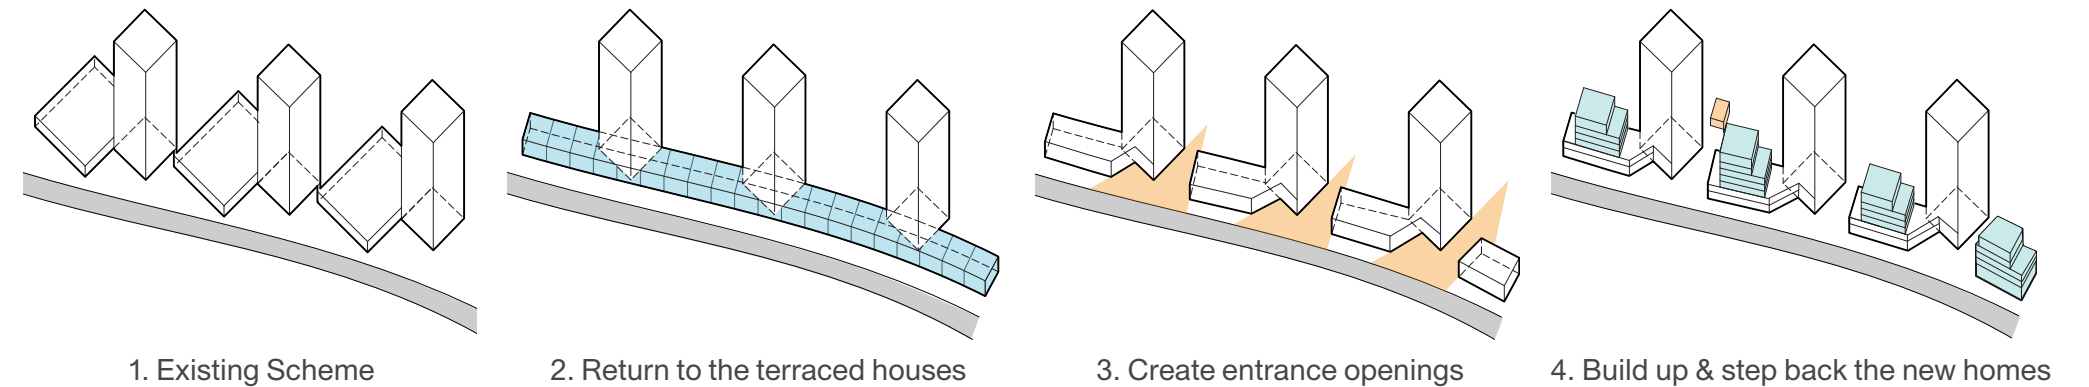 1. Existing Scheme
2. Return to the terraced houses
3. Create entrance openings
4. Build up & step back the new homes